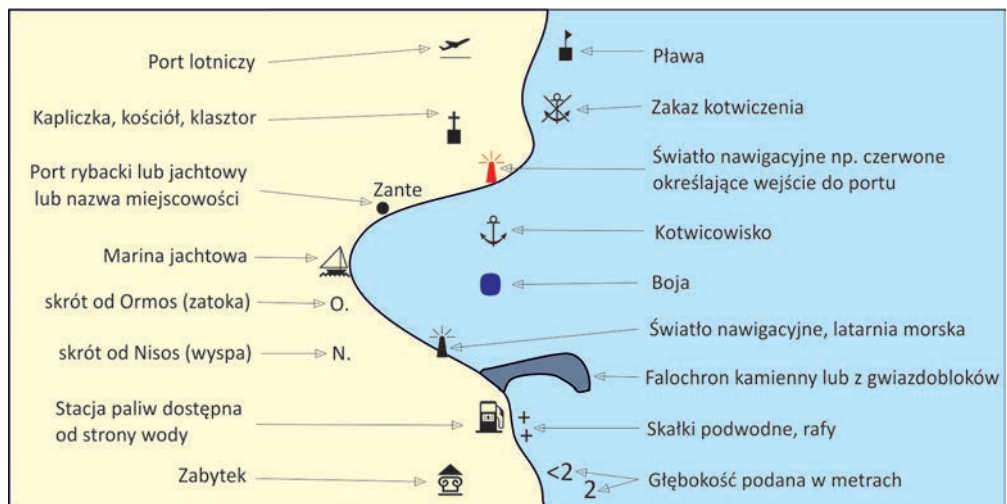 Port lotniczy
Kapliczka, kościół, klasztor
Port rybacki lub jachtowy
lub nazwa miejscowości
Zante
Marina jachtowa
skrót od Ormos (zatoka)
O.
skrót od Nisos (wyspa)
N.
Stacja paliw dostępna
od strony wody
Zabytek
Pława
Zakaz kotwiczenia
Światło nawigacyjne np. czerwone
określające wejście do portu
Kotwicowisko
Boja
Światło nawigacyjne, latarnia morska
Falochron kamienny lub z gwiazdobloków
Skałki podwodne, rafy
<2
2
Głębokość podana w metrach